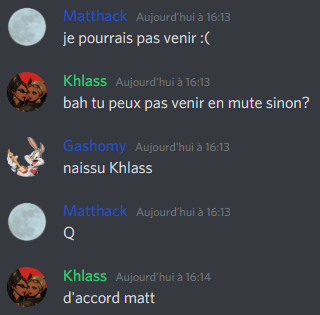 Matthack Aujourd'hui à 16:13
je pourrais pas venir :(
Khlass Aujourd'hui à 16:13
bah tu peux pas venir en mute sinon?
Gashomy Aujourd'hui à 16:13
naissu Khlass
Matthack Aujourd'hui à 16:13
Q
Khlass Aujourd'hui à 16:14
d'accord matt